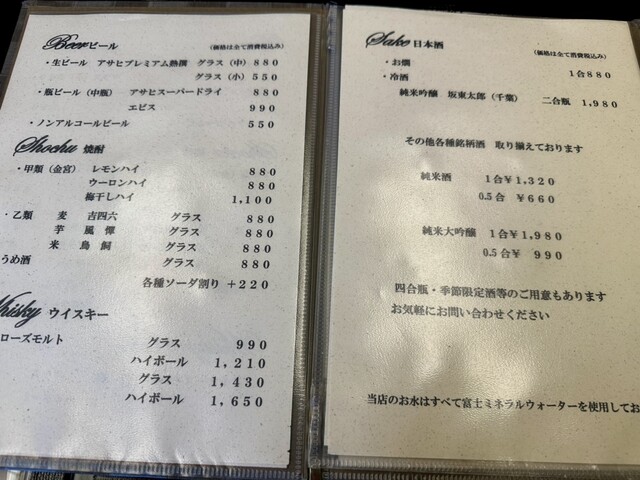 Beer ビール (価格は全て消費税込み)
・生ビール アサヒプレミアム熟撰 グラス(中) 880
グラス(小) 550
・瓶ビール(中瓶) アサヒスーパードライ 880
エビス 990
・ノンアルコールビール 550
Shochu 焼酎
・甲類(金宮) レモンハイ 880
ウーロンハイ 880
梅干しハイ 1,100
・乙類 麦 吉四六 グラス 880
芋 風憚 グラス 880
米 鳥飼 グラス 880
うめ酒 グラス 880
各種ソーダ割り +220
Whisky ウイスキー
ローズモルト グラス 990
ハイボール 1,210
グラス 1,430
ハイボール 1,650
Sake 日本酒 (価格は全て消費税込み)
・お燗
・冷酒 1合880
純米吟醸 坂東太郎(千葉) 二合瓶 1,980
その他各種銘柄酒 取り揃えております
純米酒 1合¥1,320
0.5合 ¥660
純米大吟醸 1合¥1,980
0.5合¥ 990
四合瓶・季節限定酒等のご用意もあります
お気軽にお問い合わせください
当店のお水はすべて富士ミネラルウォーターを使用してお